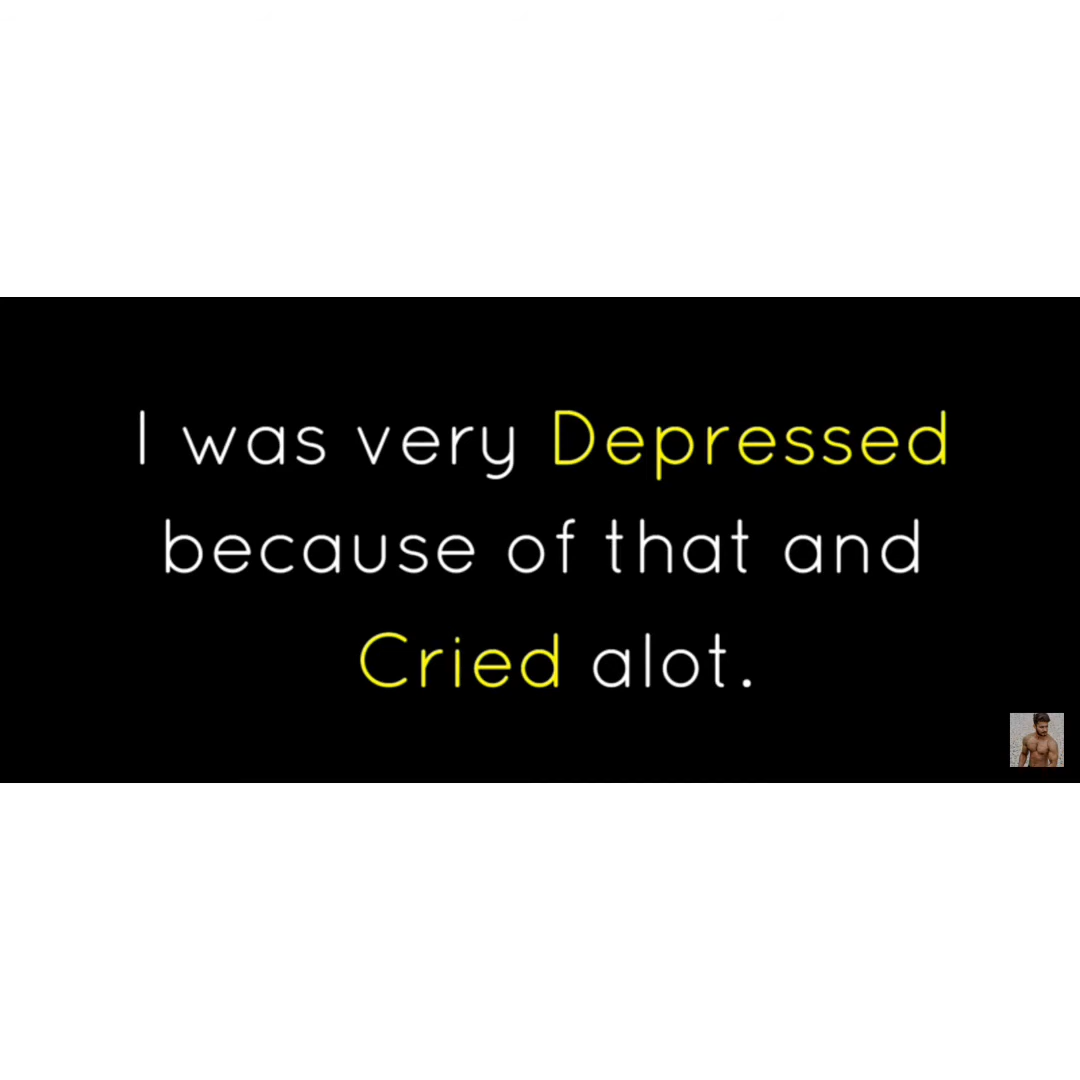 I was very Depressed
because of that and
Cried alot.